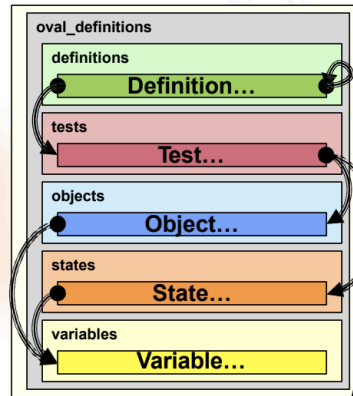 oval_definitions
definitions
Definition…
tests
Test…
objects
Object…
states
State…
variables
Variable…